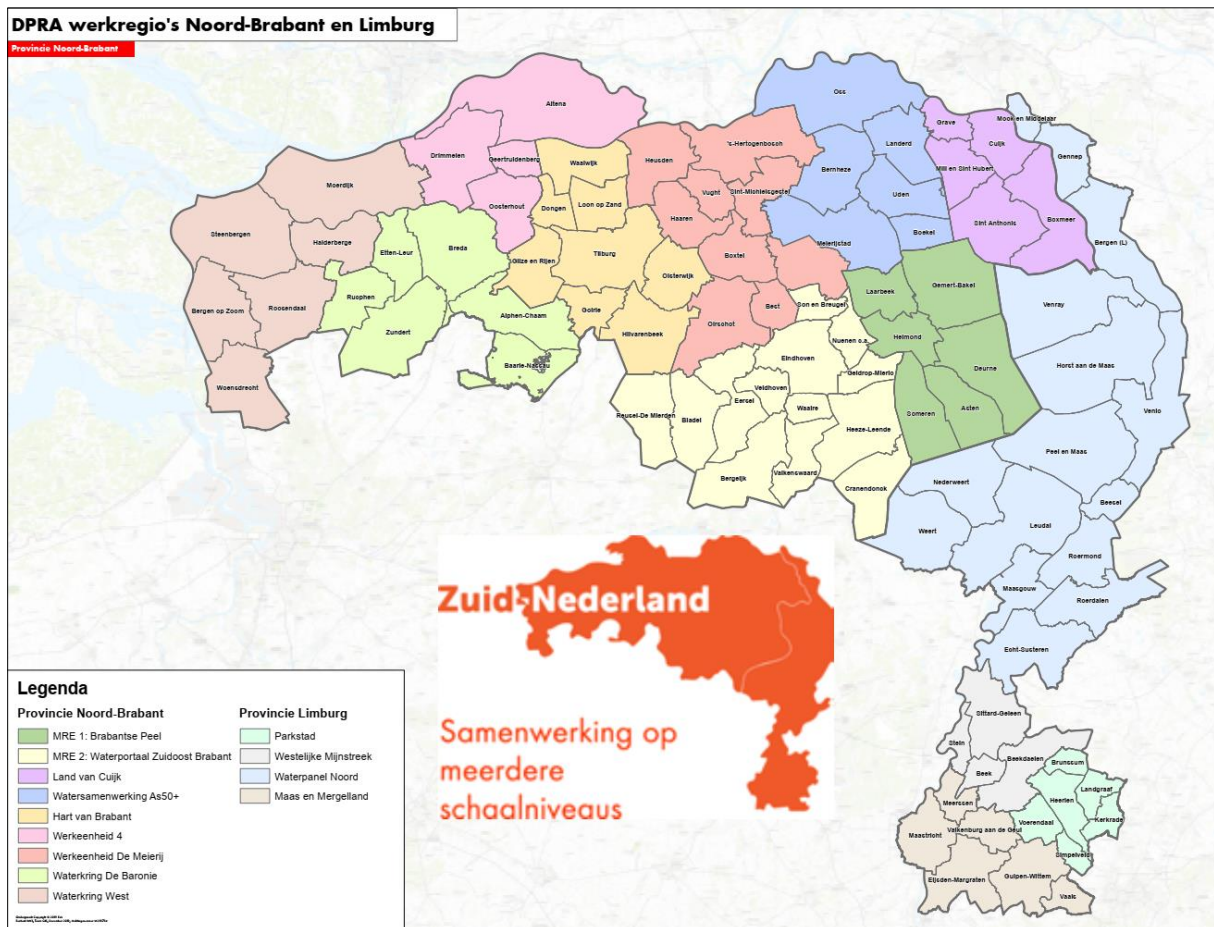 DPRA werkregio's Noord-Brabant en Limburg
Provincie Noord-Brabant
Altena
Oss
Grave
Mook en Middelaar
Cuijk
Gennep
Drimmelen
Geertruidenberg
Waalwijk
Heusden
's-Hertogenbosch
Landerd
Bernheze
Mill en Sint Hubert
Moerdijk
Oosterhout
Dongen
Loon op Zand
Vught
Sint-Michielsgestel
Haaren
Uden
Sint Anthonis
Boxmeer
Steenbergen
Halderberge
Etten-Leur
Breda
Gilze en Rijen
Tilburg
Oisterwijk
Boxtel
Meierijstad
Boekel
Bergen (L)
Bergen op Zoom
Roosendaal
Rucphen
Zundert
Alphen-Chaam
Goirle
Hilvarenbeek
Oirschot
Best
Son en Breugel
Laarbeek
Gemert-Bakel
Venray
Woensdrecht
Baarle-Nassau
Eindhoven
Nuenen c.a.
Helmond
Deurne
Horst aan de Maas
Reusel-De Mierden
Bladel
Eersel
Veldhoven
Waalre
Geldrop-Mierlo
Heeze-Leende
Someren
Asten
Venlo
Bergeijk
Valkenswaard
Cranendonck
Peel en Maas
Nederweert
Beesel
Weert
Leudal
Roermond
Maasgouw
Roerdalen
Echt-Susteren
Zuid-Nederland
Samenwerking op
meerdere
schaalniveaus
Sittard-Geleen
Stein
Beekdaelen
Beek
Brunssum
Landgraaf
Heerlen
Kerkrade
Meerssen
Voerendaal
Maastricht
Valkenburg aan de Geul
Simpelveld
Eijsden-Margraten
Gulpen-Wittem
Vaals
Legenda
Provincie Noord-Brabant
MRE 1: Brabantse Peel
MRE 2: Waterportaal Zuidoost Brabant
Land van Cuijk
Watersamenwerking As50+
Hart van Brabant
Werkeenheid 4
Werkeenheid De Meierij
Waterkring De Baronie
Waterkring West
Provincie Limburg
Parkstad
Westelijke Mijnstreek
Waterpanel Noord
Maas en Mergelland